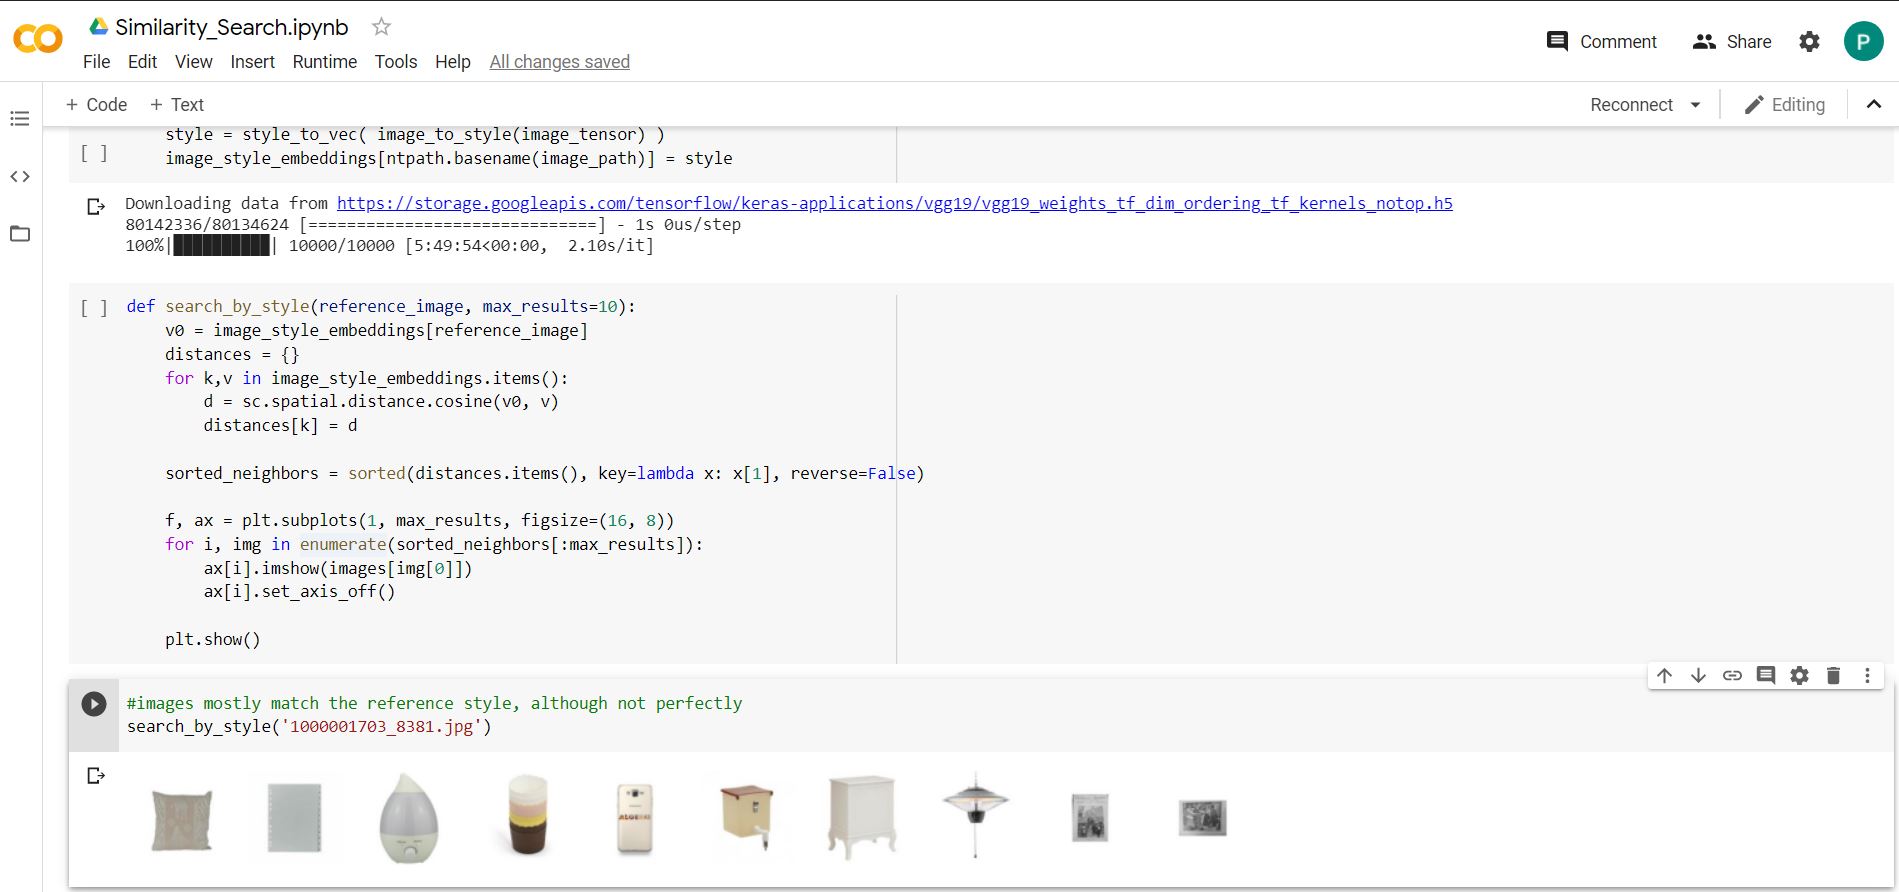 CO Similarity_Search.ipynb
File Edit View Insert Runtime Tools Help All changes saved
Comment Share P
+ Code + Text Reconnect Editing
style = style_to_vec( image_to_style(image_tensor) )
[ ] image_style_embeddings[ntpath.basename(image_path)] = style
Downloading data from https://storage.googleapis.com/tensorflow/keras-applications/vgg19/vgg19_weights_tf_dim_ordering_tf_kernels_notop.h5
80142336/80134624 [==============================] - 1s 0us/step
100%|██████████| 10000/10000 [5:49:54<00:00,  2.10s/it]
[ ] def search_by_style(reference_image, max_results=10):
v0 = image_style_embeddings[reference_image]
distances = {}
for k,v in image_style_embeddings.items():
d = sc.spatial.distance.cosine(v0, v)
distances[k] = d
sorted_neighbors = sorted(distances.items(), key=lambda x: x[1], reverse=False)
f, ax = plt.subplots(1, max_results, figsize=(16, 8))
for i, img in enumerate(sorted_neighbors[:max_results]):
ax[i].imshow(images[img[0]])
ax[i].set_axis_off()
plt.show()
#images mostly match the reference style, although not perfectly
search_by_style('1000001703_8381.jpg')